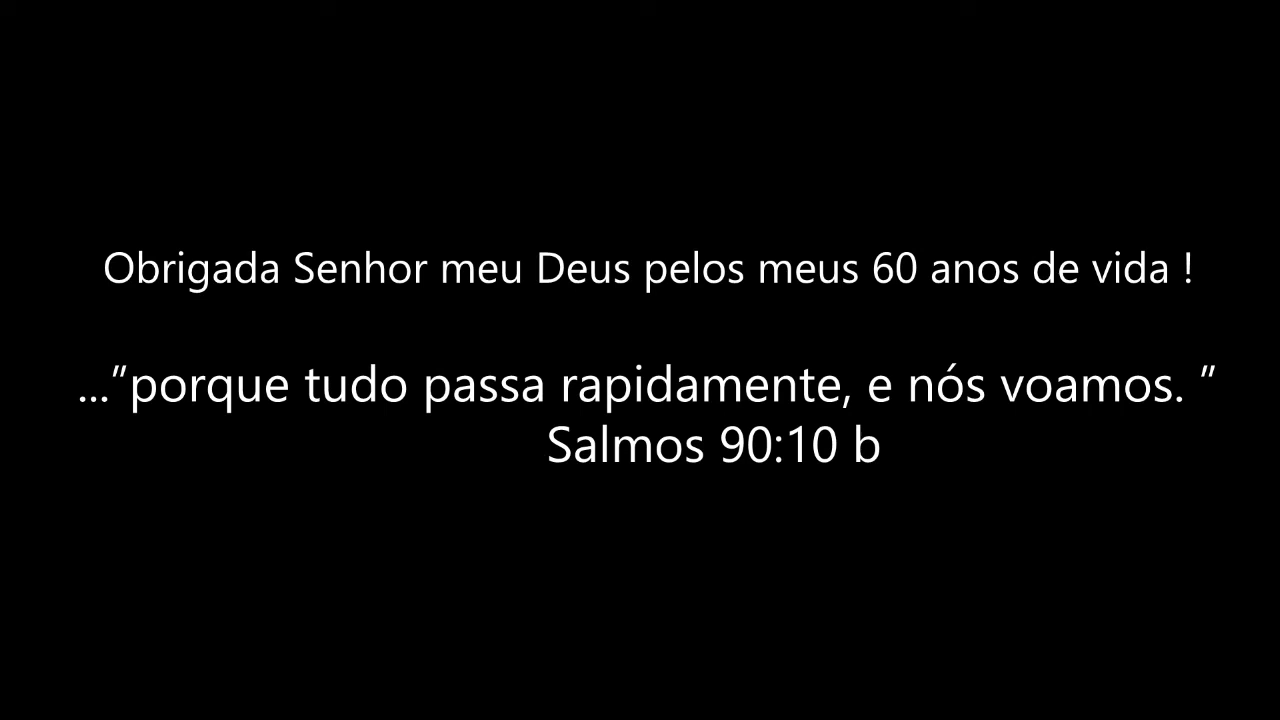 Obrigada Senhor meu Deus pelos meus 60 anos de vida !
..."porque tudo passa rapidamente, e nós voamos. "
Salmos 90:10 b